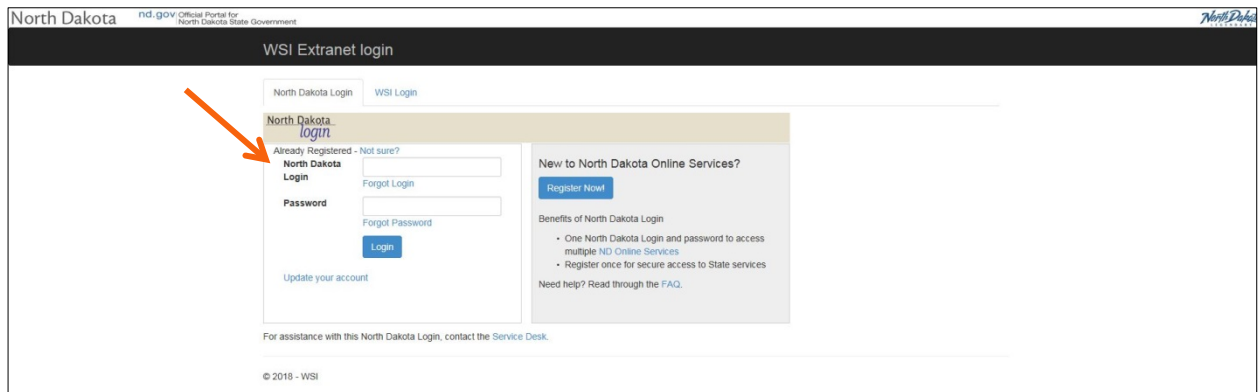 North Dakota nd.gov Official Portal for
North Dakota State Government
North Dakota
LEGENDARY
WSI Extranet login
North Dakota Login WSI Login
North Dakota
login
Already Registered - Not sure?
North Dakota
Login
Forgot Login
Password
Forgot Password
Login
Update your account
New to North Dakota Online Services?
Register Now!
Benefits of North Dakota Login
• One North Dakota Login and password to access
multiple ND Online Services
• Register once for secure access to State services
Need help? Read through the FAQ.
For assistance with this North Dakota Login, contact the Service Desk.
© 2018 - WSI